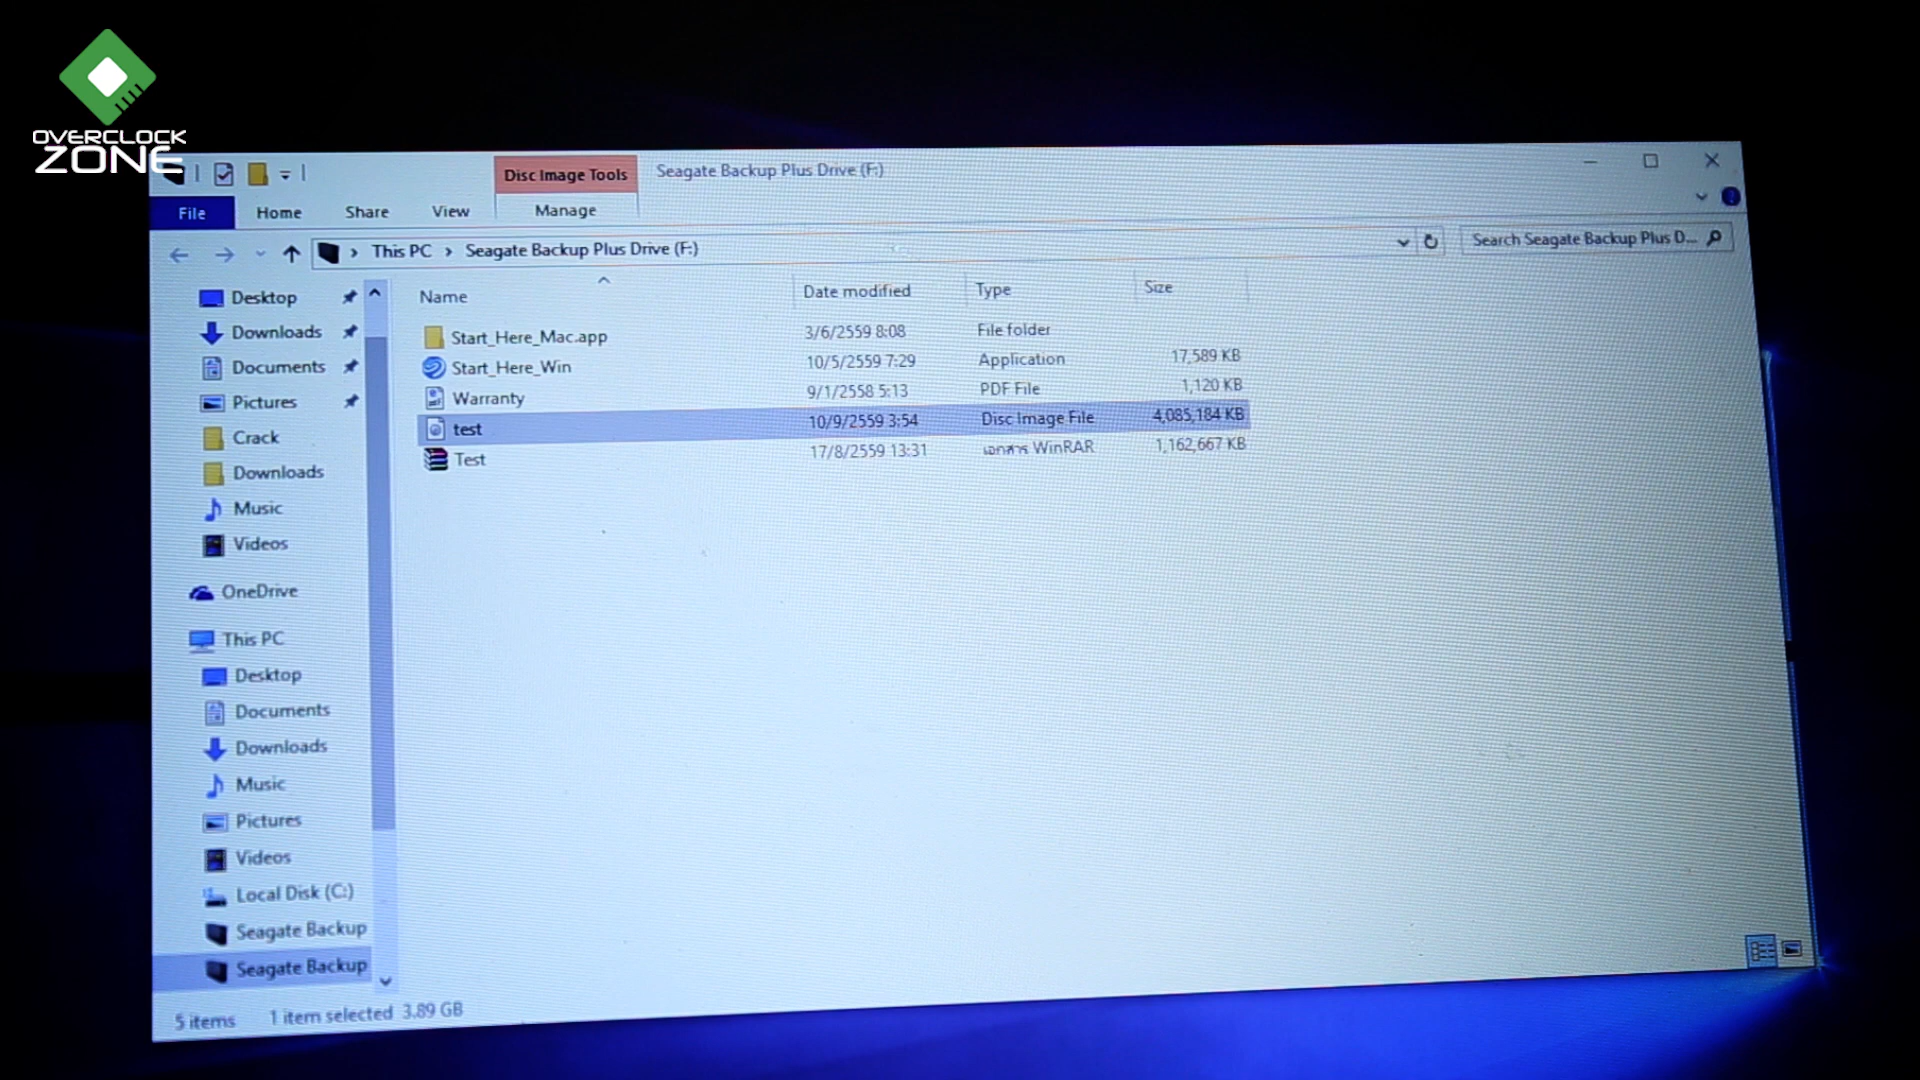 OVERCLOCK
ZONE
Disc Image Tools
Seagate Backup Plus Drive (F:)
File
Home
Share
View
Manage
This PC
Seagate Backup Plus Drive (F:)
Search Seagate Backup Plus D...
Name
Date modified
Type
Size
Start_Here_Mac.app 3/6/2559 8:08 File folder
Start_Here_Win 10/5/2559 7:29 Application 17,589 KB
Warranty 9/1/2558 5:13 PDF File 1,120 KB
test 10/9/2559 3:54 Disc Image File 4,085,184 KB
Test 17/8/2559 13:31 เอกสาร WinRAR 1,162,667 KB
Desktop
Downloads
Documents
Pictures
Crack
Downloads
Music
Videos
OneDrive
This PC
Desktop
Documents
Downloads
Music
Pictures
Videos
Local Disk (C:)
Seagate Backup
Seagate Backup
5 items
1 item selected 3.89 GB